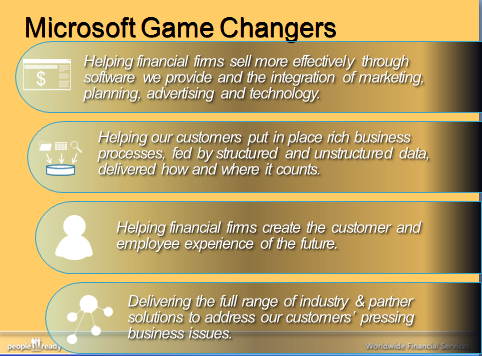 Microsoft Game Changers
Helping financial firms sell more effectively through
software we provide and the integration of marketing,
planning, advertising and technology.
$
Helping our customers put in place rich business
processes, fed by structured and unstructured data,
delivered how and where it counts.
Helping financial firms create the customer and
employee experience of the future.
Delivering the full range of industry & partner
solutions to address our customers' pressing
business issues.
people ready
Worldwide Financial Services